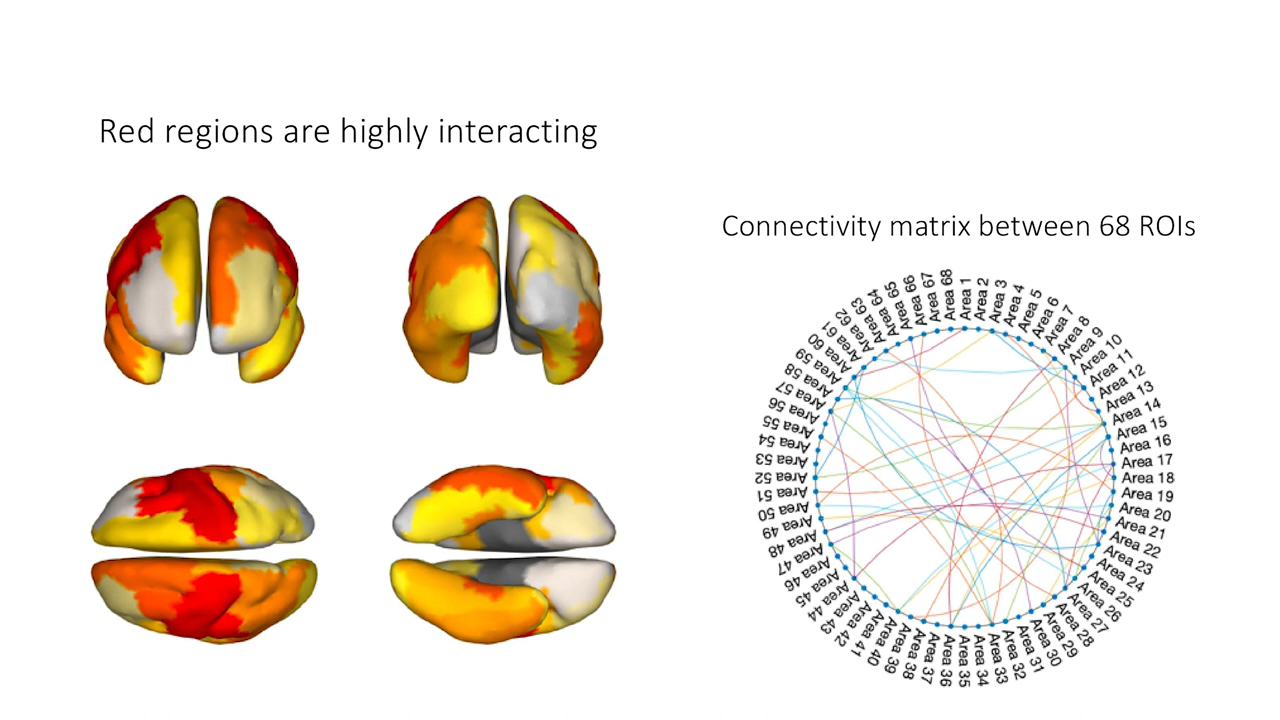 Red regions are highly interacting
Connectivity matrix between 68 ROIs
Area 1
Area 2
Area 3
Area 4
Area 5
Area 6
Area 7
Area 8
Area 9
Area 10
Area 11
Area 12
Area 13
Area 14
Area 15
Area 16
Area 17
Area 18
Area 19
Area 20
Area 21
Area 22
Area 23
Area 24
Area 25
Area 26
Area 27
Area 28
Area 29
Area 30
Area 31
Area 32
Area 33
Area 34
Area 35
Area 36
Area 37
Area 38
Area 39
Area 40
Area 41
Area 42
Area 43
Area 44
Area 45
Area 46
Area 47
Area 48
Area 49
Area 50
Area 51
Area 52
Area 53
Area 54
Area 55
Area 56
Area 57
Area 58
Area 59
Area 60
Area 61
Area 62
Area 63
Area 64
Area 65
Area 66
Area 67
Area 68